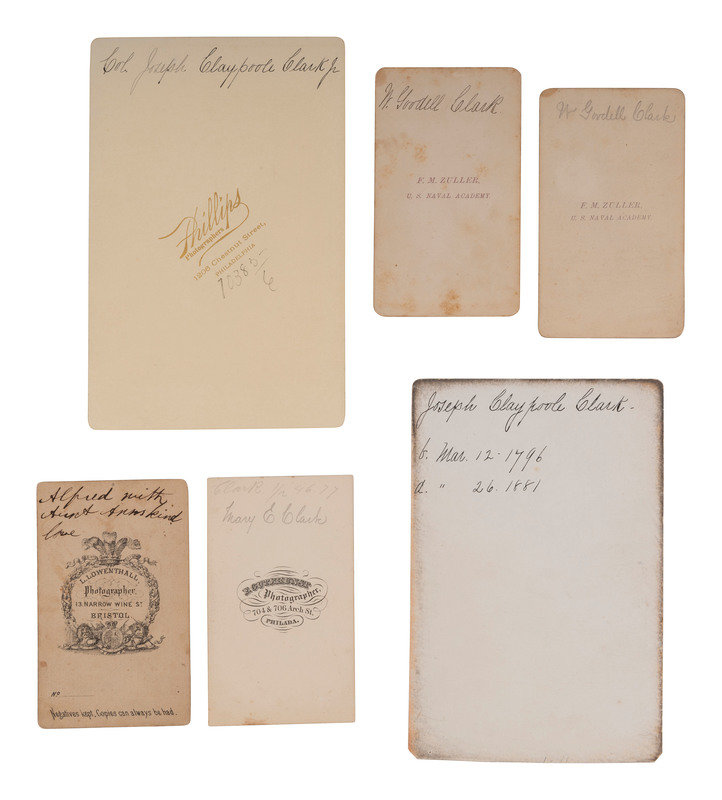 Col. Joseph Claypoole Clark Jr
Phillips
Photographers
1206 Chestnut Street,
PHILADELPHIA
W. Goodell Clark
F. M. ZULLER,
U. S. NAVAL ACADEMY.
W Goodell Clark
F. M. ZULLER,
U. S. NAVAL ACADEMY.
Alfred with
Aunt Anns kind
love
L. LOWENTHALL
Photographer,
13, NARROW WINE ST
BRISTOL
No
Negatives kept, Copies can always be had.
Clark
Mary E Clark
F. GUTEKUNST
Photographer,
704 & 706 Arch St.
PHILADA.
Joseph Claypoole Clark -
b. Mar. 12 - 1796
d. " 26. 1881